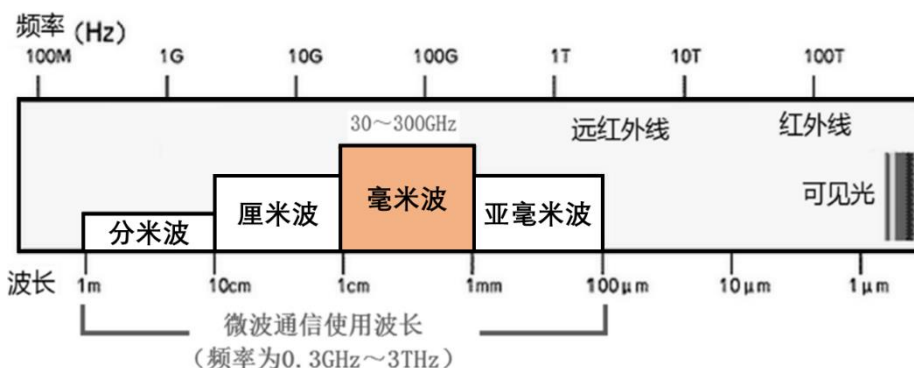 频率(Hz)
100M 1G 10G 100G 1T 10T 100T
30～300GHz
远红外线 红外线
毫米波
可见光
厘米波 亚毫米波
分米波
波长 1m 10cm 1cm 1mm 100μm 10μm 1μm
微波通信使用波长
(频率为0.3GHz～3THz)